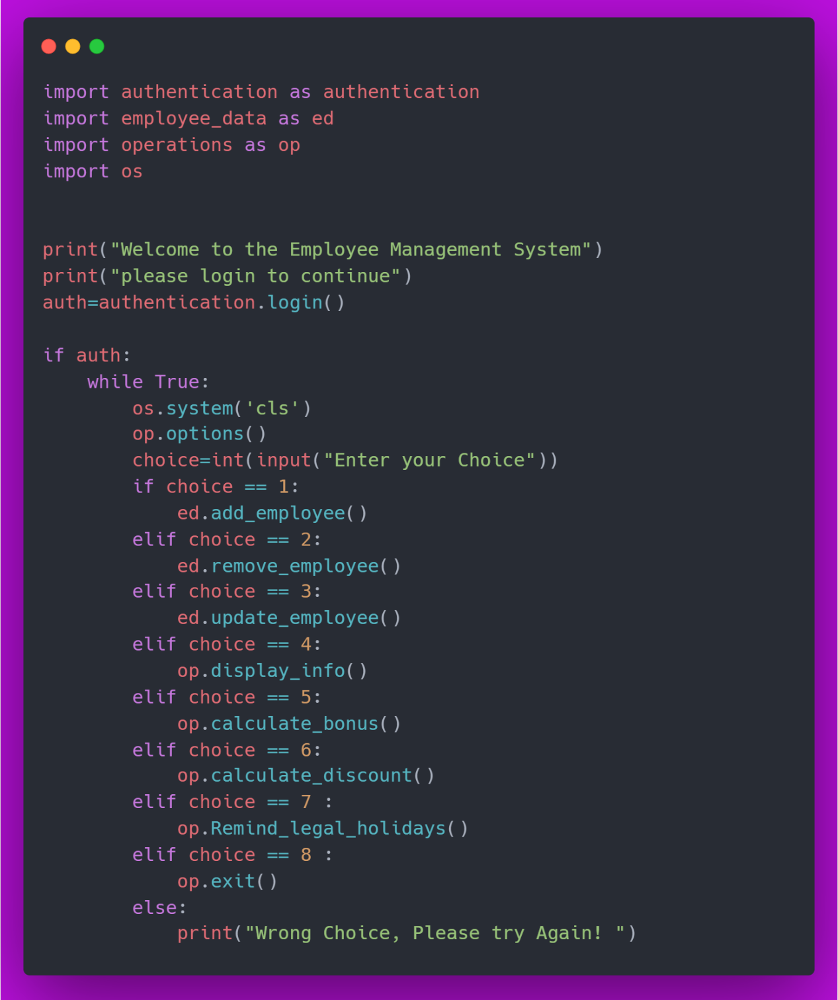 import authentication as authentication
import employee_data as ed
import operations as op
import os
print("Welcome to the Employee Management System")
print("please login to continue")
auth=authentication.login()
if auth:
    while True:
        os.system('cls')
        op.options()
        choice=int(input("Enter your Choice"))
        if choice == 1:
            ed.add_employee()
        elif choice == 2:
            ed.remove_employee()
        elif choice == 3:
            ed.update_employee()
        elif choice == 4:
            op.display_info()
        elif choice == 5:
            op.calculate_bonus()
        elif choice == 6:
            op.calculate_discount()
        elif choice == 7 :
            op.Remind_legal_holidays()
        elif choice == 8 :
            op.exit()
        else:
            print("Wrong Choice, Please try Again! ")